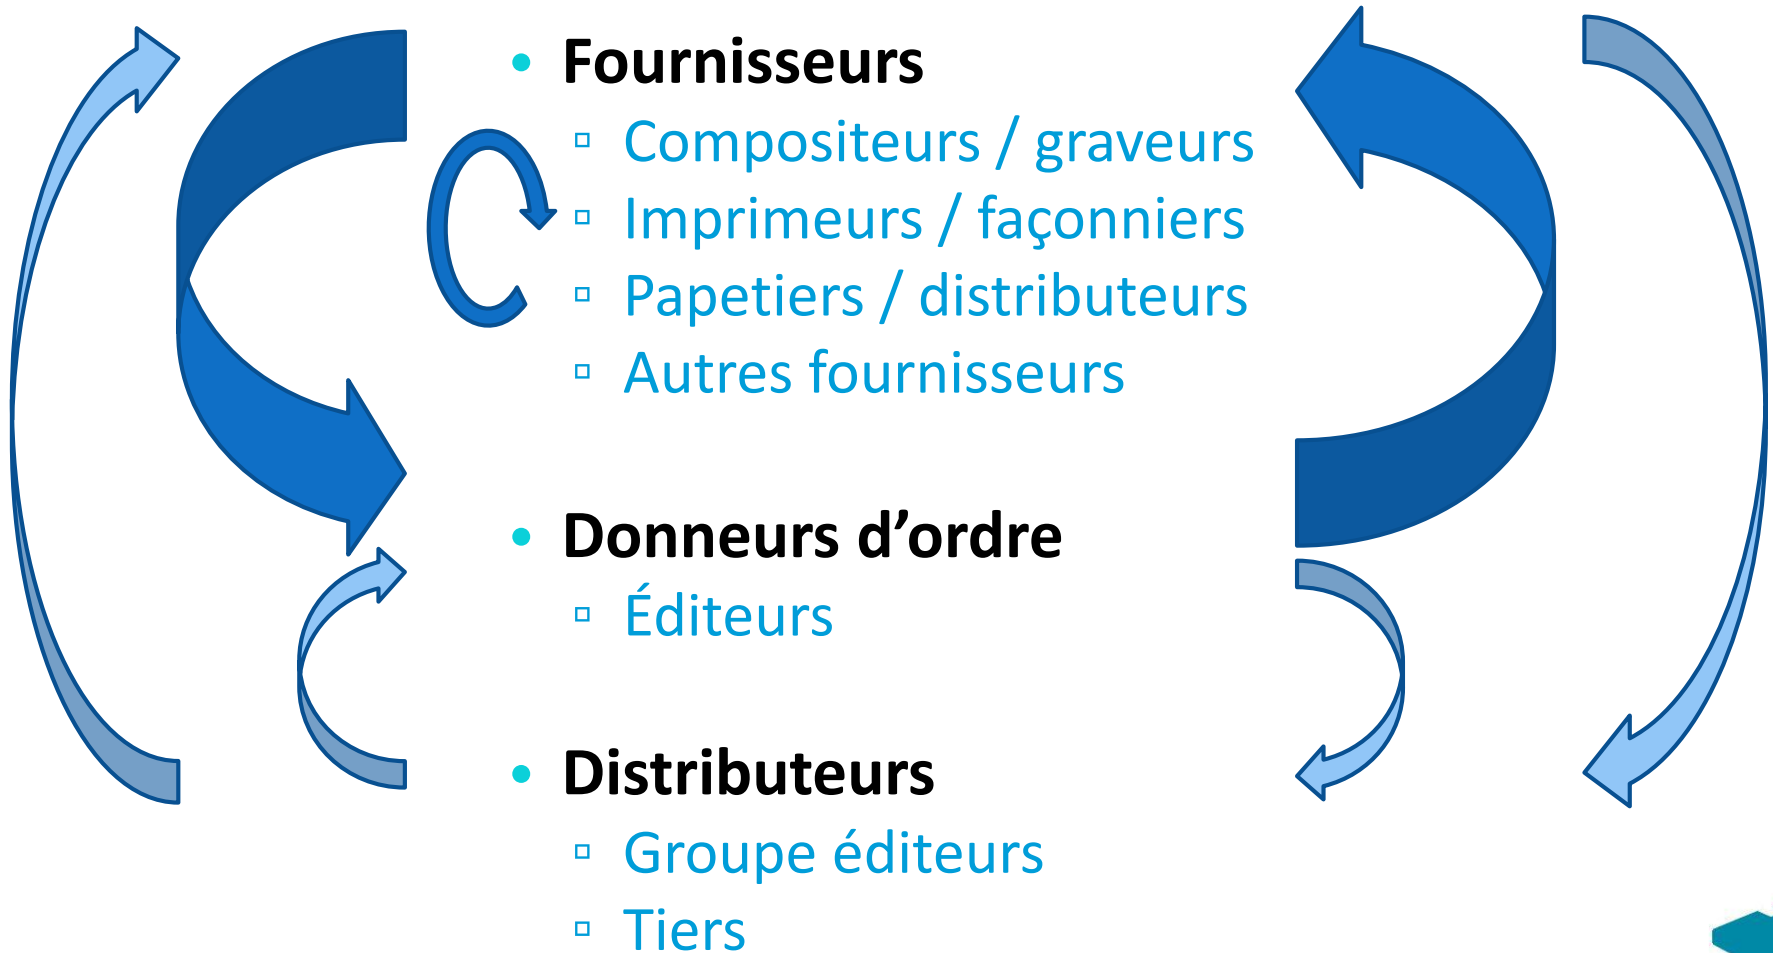 Fournisseurs
Compositeurs / graveurs
Imprimeurs / façonniers
Papetiers / distributeurs
Autres fournisseurs
Donneurs d’ordre
Éditeurs
Distributeurs
Groupe éditeurs
Tiers